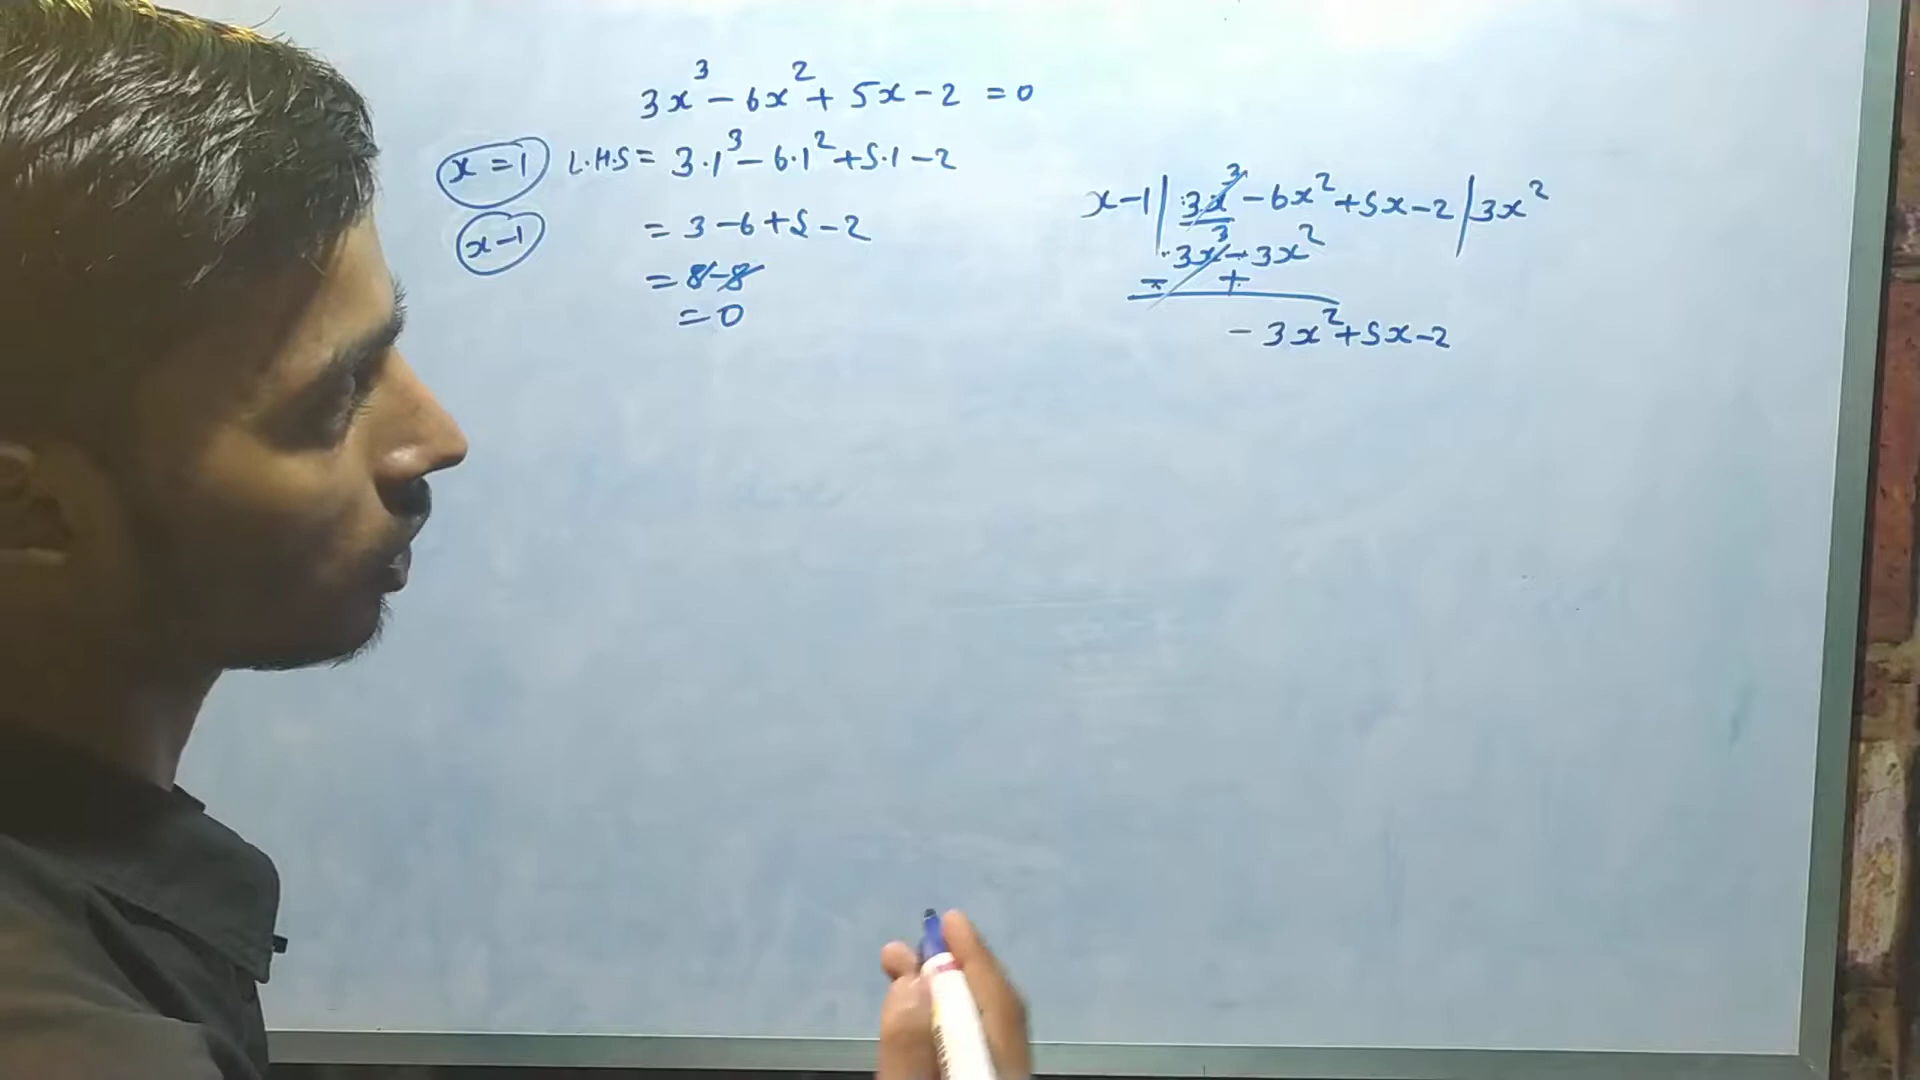 3x³ - 6x² + 5x - 2 = 0
x = 1 L.H.S = 3·1³ - 6·1² + 5·1 - 2
x - 1 = 3 - 6 + 5 - 2
= 8 - 8
= 0
x - 1 | 3x³ - 6x² + 5x - 2 | 3x²
3x³ - 3x²
- +
- 3x² + 5x - 2